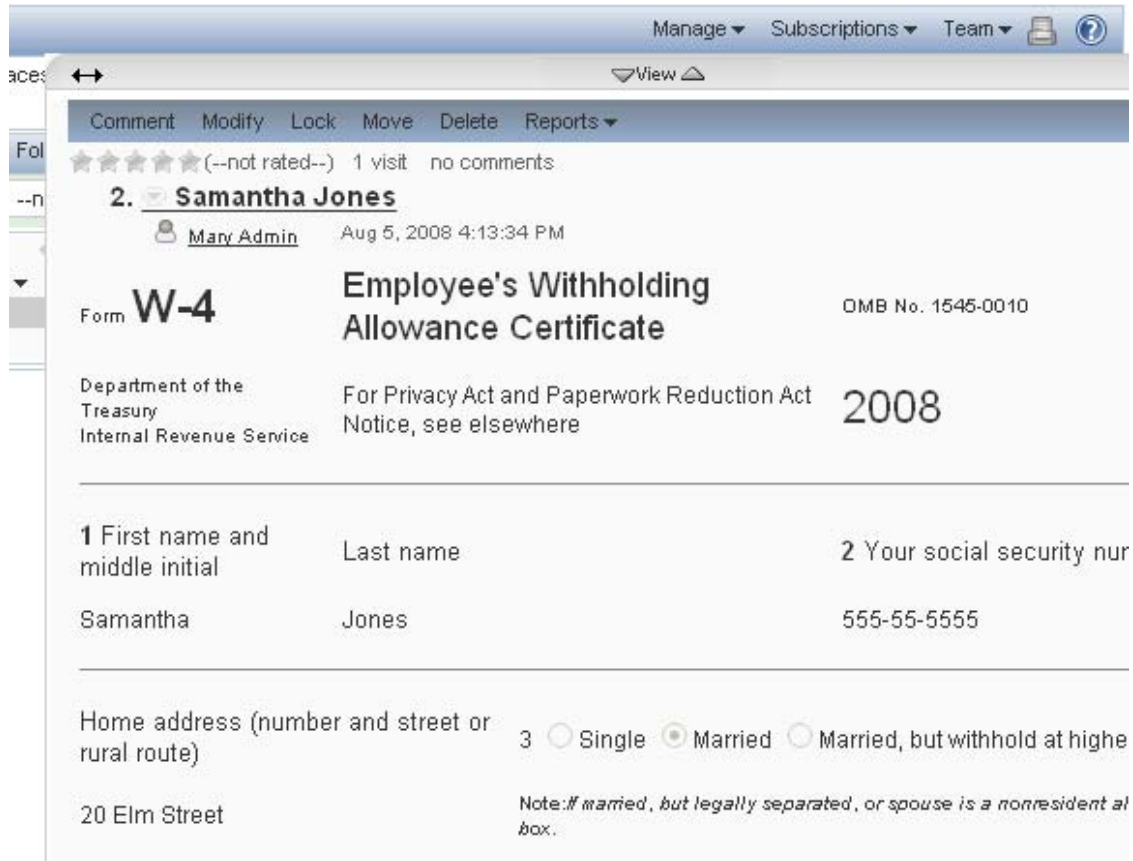 Manage Subscriptions Team
aces
View
Comment Modify Lock Move Delete Reports
Fol
(--not rated--) 1 visit no comments
--n
2. Samantha Jones
Mary Admin Aug 5, 2008 4:13:34 PM
Form W-4
Employee's Withholding
Allowance Certificate
OMB No. 1545-0010
Department of the
Treasury
Internal Revenue Service
For Privacy Act and Paperwork Reduction Act
Notice, see elsewhere
2008
1 First name and
middle initial
Last name
2 Your social security nur
Samantha
Jones
555-55-5555
Home address (number and street or
rural route)
3 Single Married Married, but withhold at highe
20 Elm Street
Note:If married, but legally separated, or spouse is a nonresident al
box.